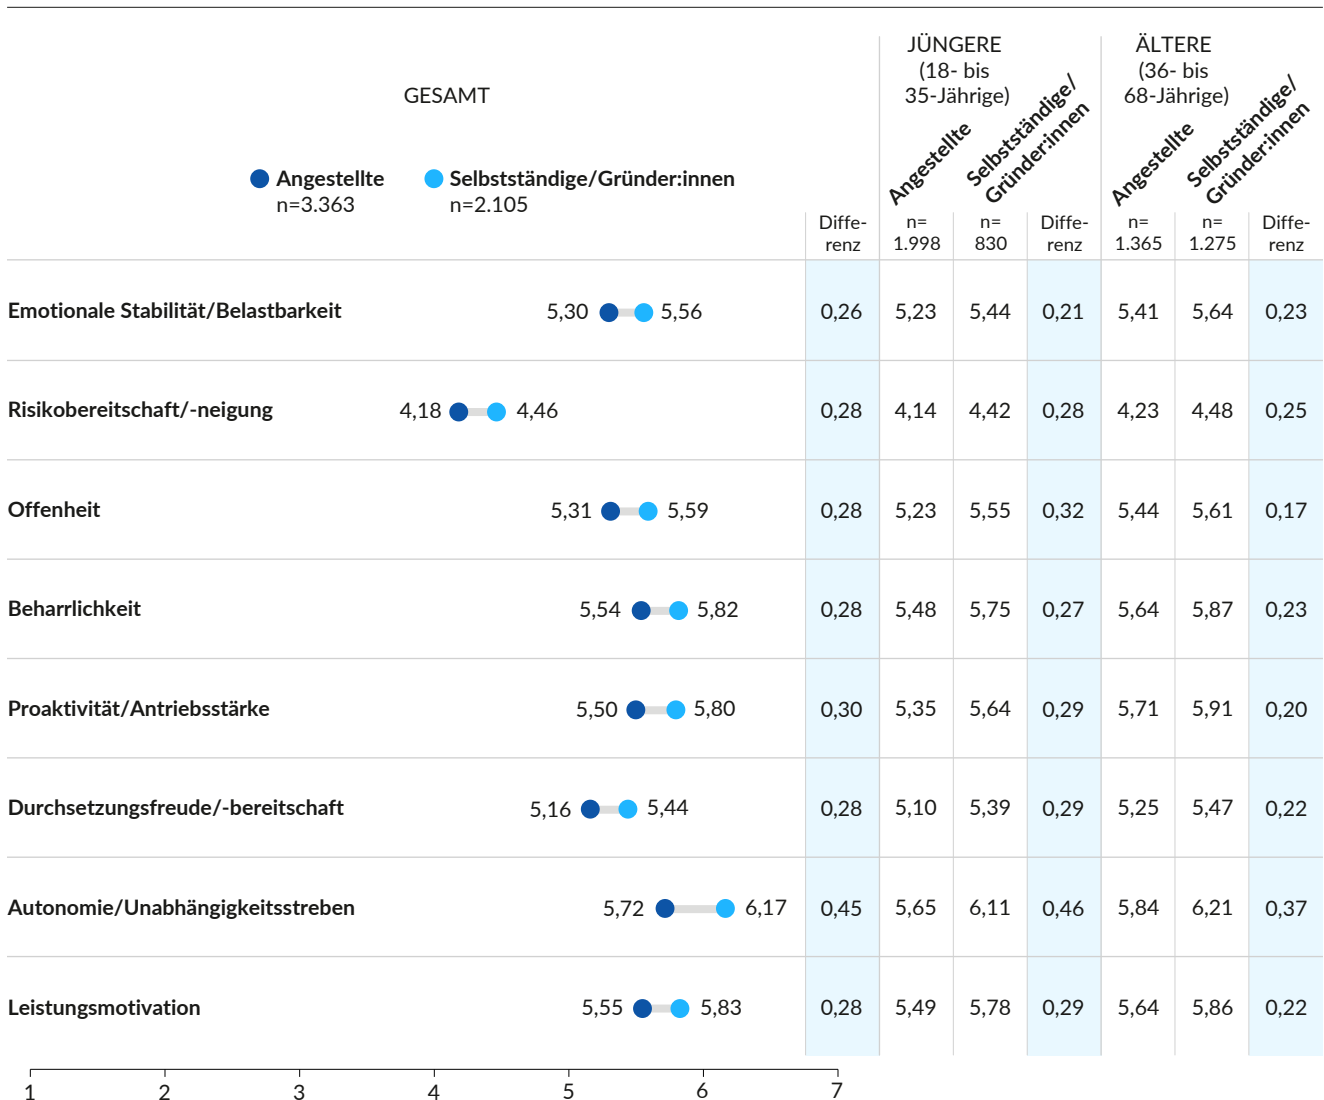 GESAMT
JÜNGERE
(18- bis
35-Jährige)
ÄLTERE
(36- bis
68-Jährige)
Angestellte
n=3.363
Selbstständige/Gründer:innen
n=2.105
Diffe-
renz
Angestellte
n=
1.998
Selbstständige/
Gründer:innen
n=
830
Diffe-
renz
Angestellte
n=
1.365
Selbstständige/
Gründer:innen
n=
1.275
Diffe-
renz
Emotionale Stabilität/Belastbarkeit 5,30 5,56 0,26 5,23 5,44 0,21 5,41 5,64 0,23
Risikobereitschaft/-neigung 4,18 4,46 0,28 4,14 4,42 0,28 4,23 4,48 0,25
Offenheit 5,31 5,59 0,28 5,23 5,55 0,32 5,44 5,61 0,17
Beharrlichkeit 5,54 5,82 0,28 5,48 5,75 0,27 5,64 5,87 0,23
Proaktivität/Antriebsstärke 5,50 5,80 0,30 5,35 5,64 0,29 5,71 5,91 0,20
Durchsetzungsfreude/-bereitschaft 5,16 5,44 0,28 5,10 5,39 0,29 5,25 5,47 0,22
Autonomie/Unabhängigkeitsstreben 5,72 6,17 0,45 5,65 6,11 0,46 5,84 6,21 0,37
Leistungsmotivation 5,55 5,83 0,28 5,49 5,78 0,29 5,64 5,86 0,22
1 2 3 4 5 6 7